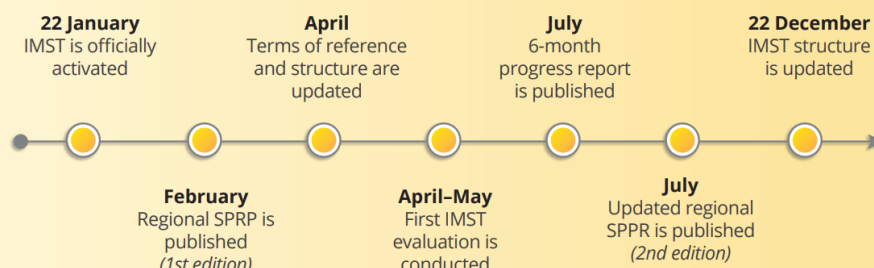 22 January
IMST is officially
activated
April
Terms of reference
and structure are
updated
July
6-month
progress report
is published
22 December
IMST structure
is updated
February
Regional SPRP is
published
(1st edition)
April–May
First IMST
evaluation is
conducted
July
Updated regional
SPPR is published
(2nd edition)